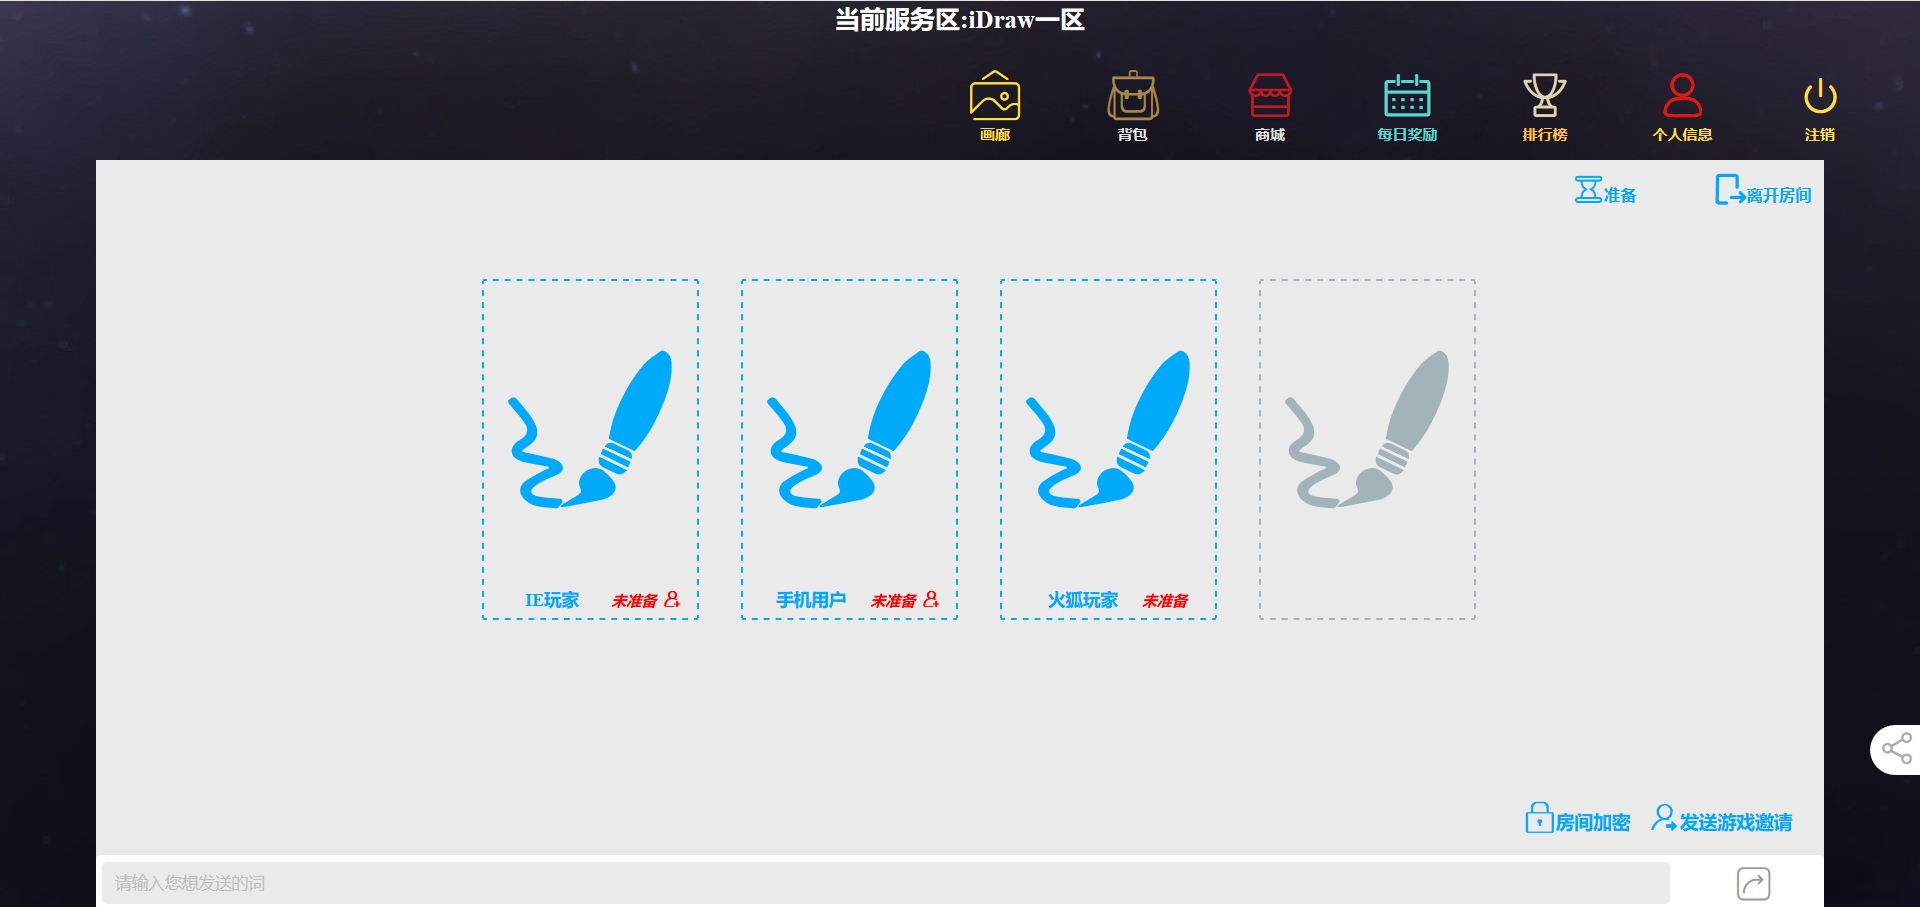 当前服务区:iDraw一区
画廊
背包
商城
每日奖励
排行榜
个人信息
注销
准备
离开房间
IE玩家 未准备
手机用户 未准备
火狐玩家 未准备
房间加密
发送游戏邀请
请输入您想发送的词